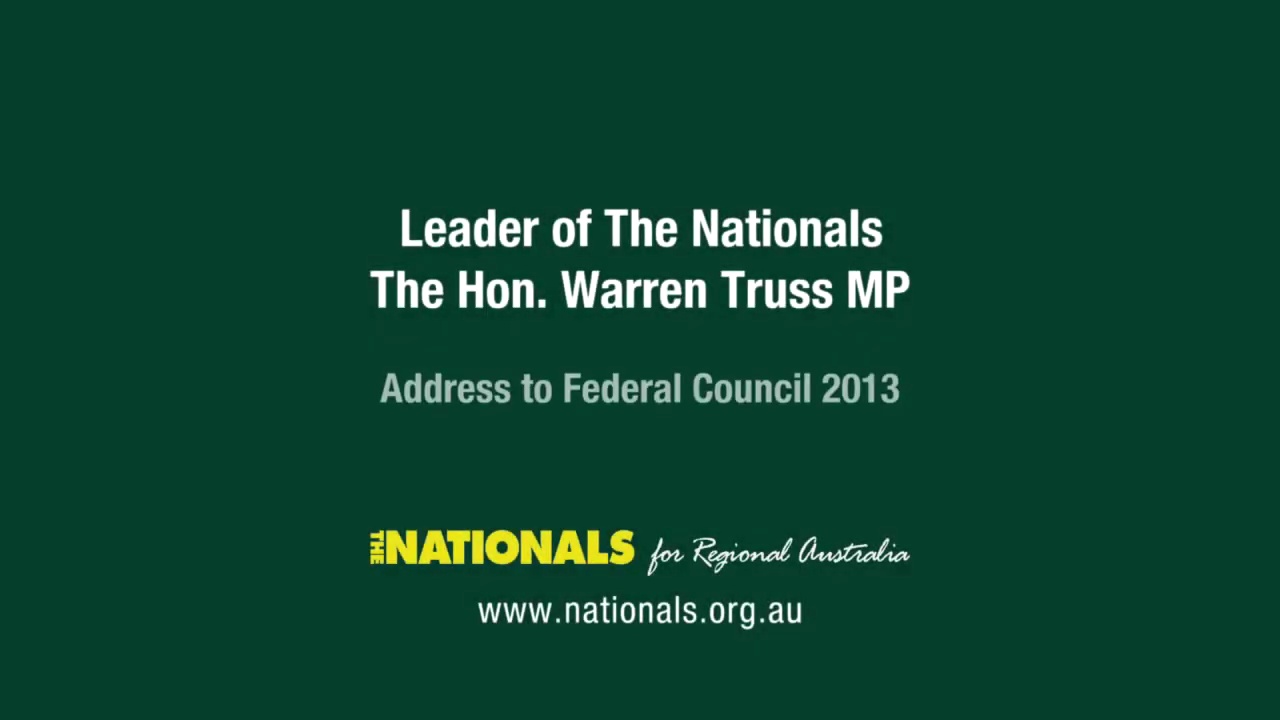 Leader of The Nationals
The Hon. Warren Truss MP
Address to Federal Council 2013
THE NATIONALS for Regional Australia
www.nationals.org.au